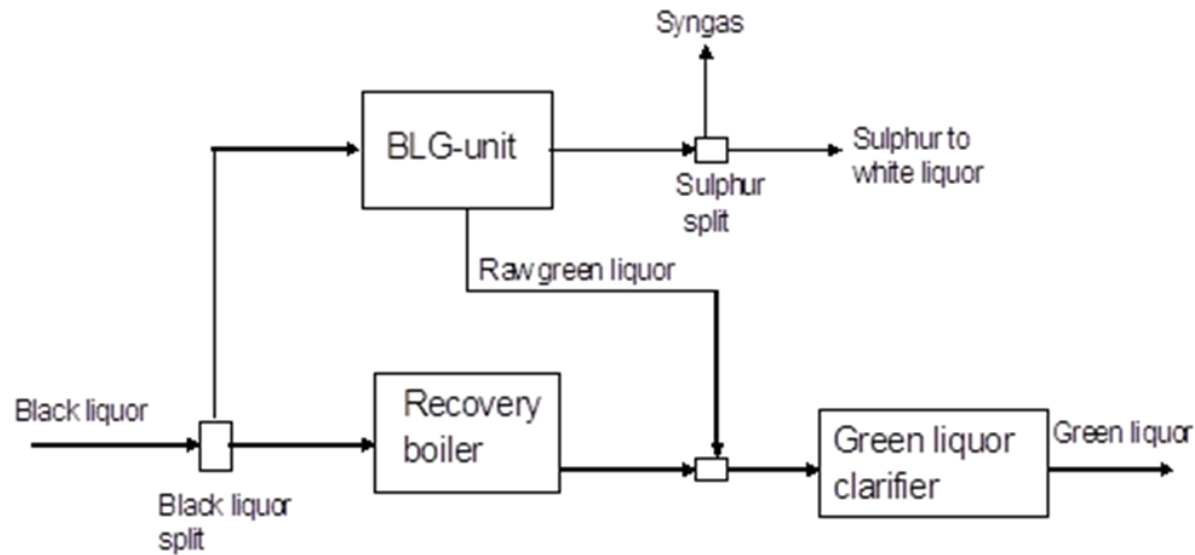 Syngas
BLG-unit
Sulphur to
white liquor
Sulphur
split
Raw green liquor
Black liquor
Recovery
boiler
Green liquor
clarifier
Green liquor
Black liquor
split